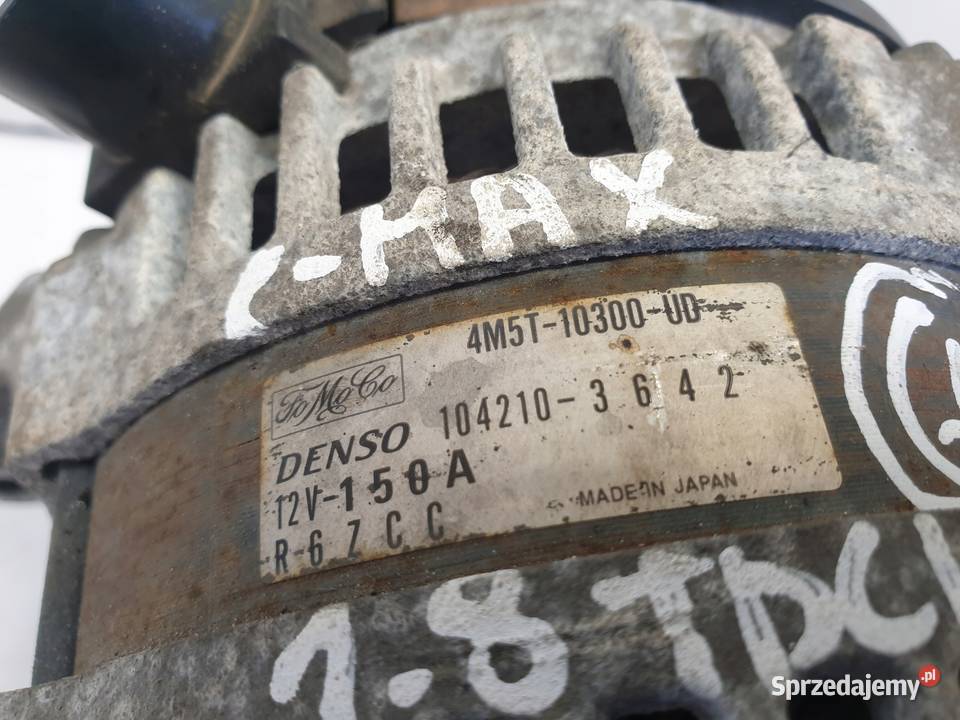 C-MAX
4M5T-10300-UD
FoMoCo
DENSO 104210-3642
12V-150A
MADE IN JAPAN
R-6ZCC
1.8 TDCI
Sprzedajemy.pl